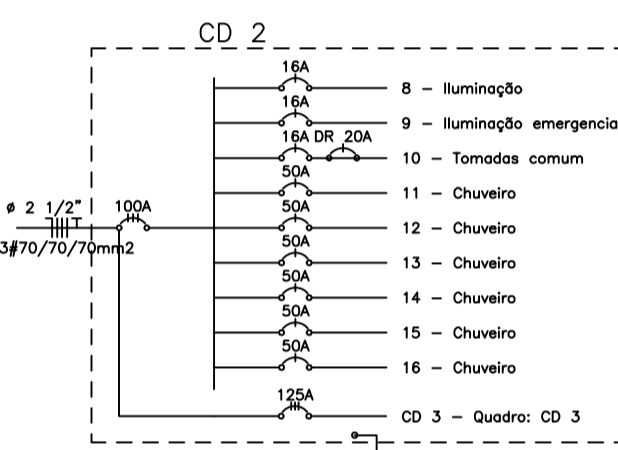 CD 2
16A
8 - Iluminação
16A
9 - Iluminação emergencia
16A DR 20A
10 - Tomadas comum
50A
11 - Chuveiro
ø 2 1/2" 100A
50A
12 - Chuveiro
3#70/70/70mm2
50A
13 - Chuveiro
50A
14 - Chuveiro
50A
15 - Chuveiro
50A
16 - Chuveiro
125A
CD 3 - Quadro: CD 3